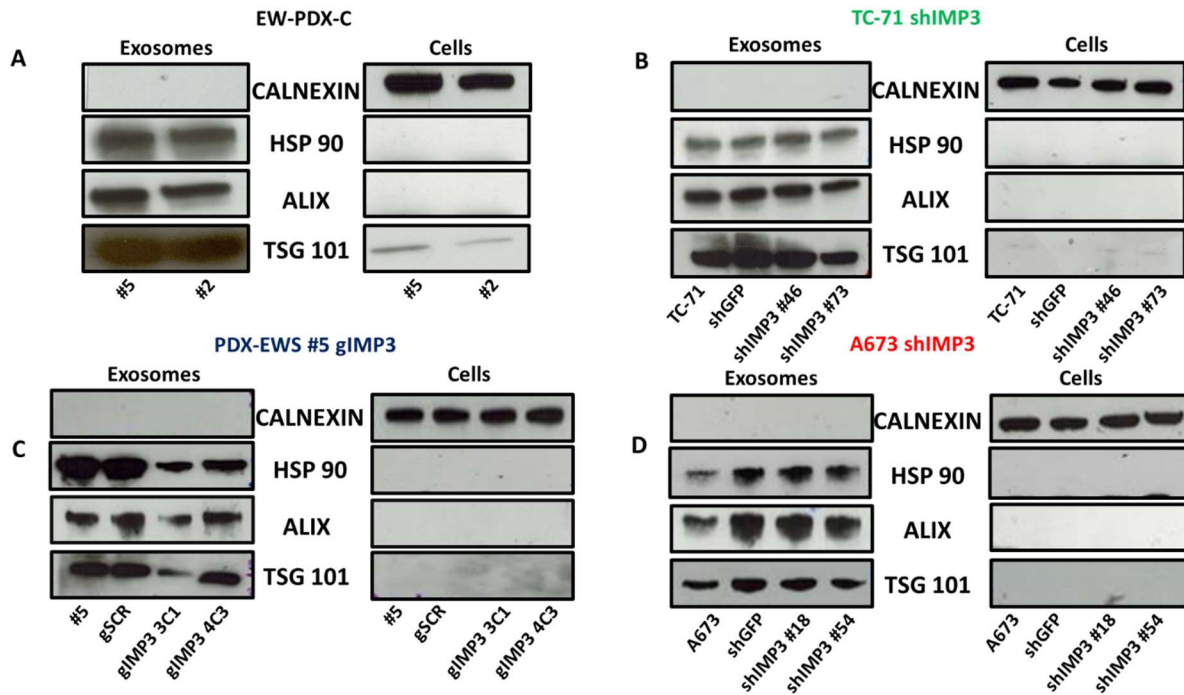 A
EW-PDX-C
Exosomes
Cells
CALNEXIN
HSP 90
ALIX
TSG 101
#5
#2
#5
#2
B
TC-71 shIMP3
Exosomes
Cells
CALNEXIN
HSP 90
ALIX
TSG 101
TC-71
shGFP
shIMP3 #46
shIMP3 #73
TC-71
shGFP
shIMP3 #46
shIMP3 #73
C
PDX-EWS #5 gIMP3
Exosomes
Cells
CALNEXIN
HSP 90
ALIX
TSG 101
#5
gSCR
gIMP3 3C1
gIMP3 4C3
#5
gSCR
gIMP3 3C1
gIMP3 4C3
D
A673 shIMP3
Exosomes
Cells
CALNEXIN
HSP 90
ALIX
TSG 101
A673
shGFP
shIMP3 #18
shIMP3 #54
A673
shGFP
shIMP3 #18
shIMP3 #54